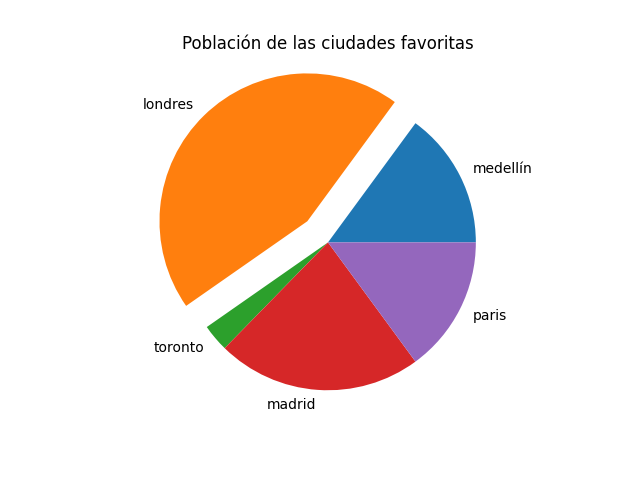 Población de las ciudades favoritas
londres
medellín
paris
toronto
madrid